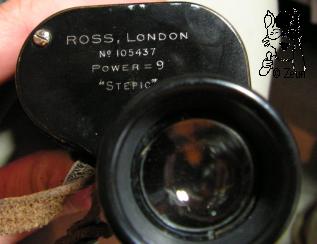 ROSS, LONDON
Nº 105437
POWER = 9
"STEPIC"